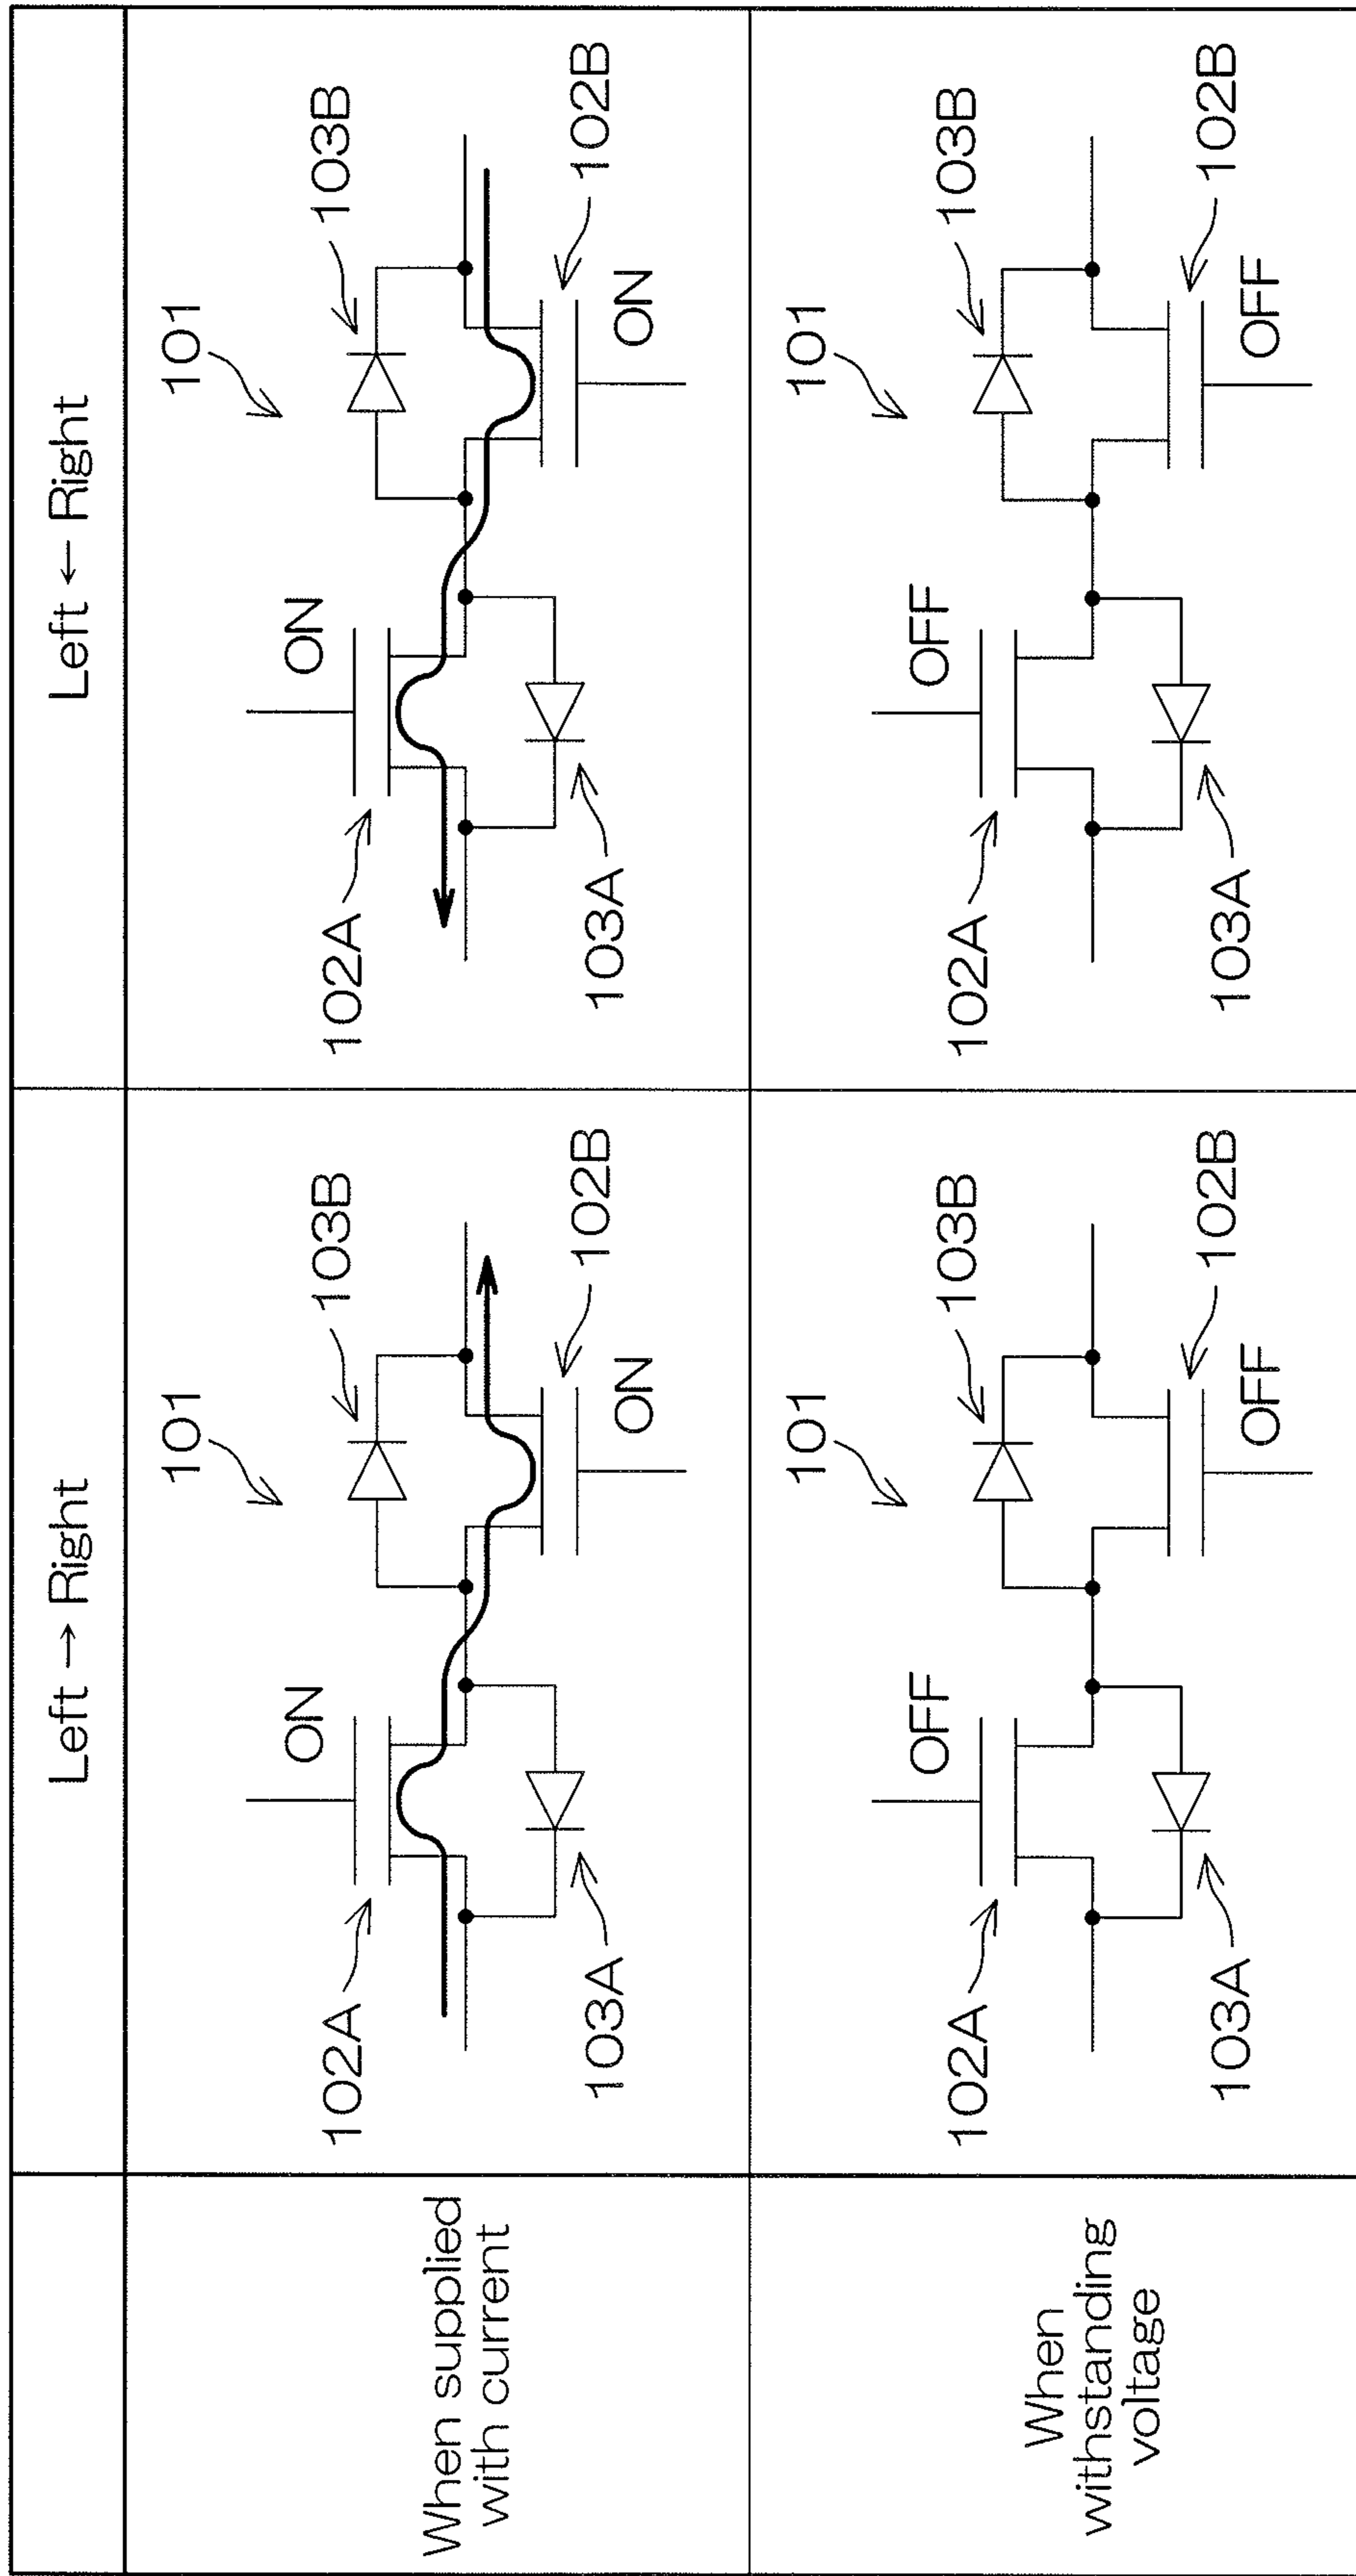 Left → Right
Left ← Right
When supplied
with current
101
103B
102A
ON
102B
ON
103A
101
103B
102A
ON
102B
ON
103A
When
withstanding
voltage
101
103B
102A
OFF
102B
OFF
103A
101
103B
102A
OFF
102B
OFF
103A